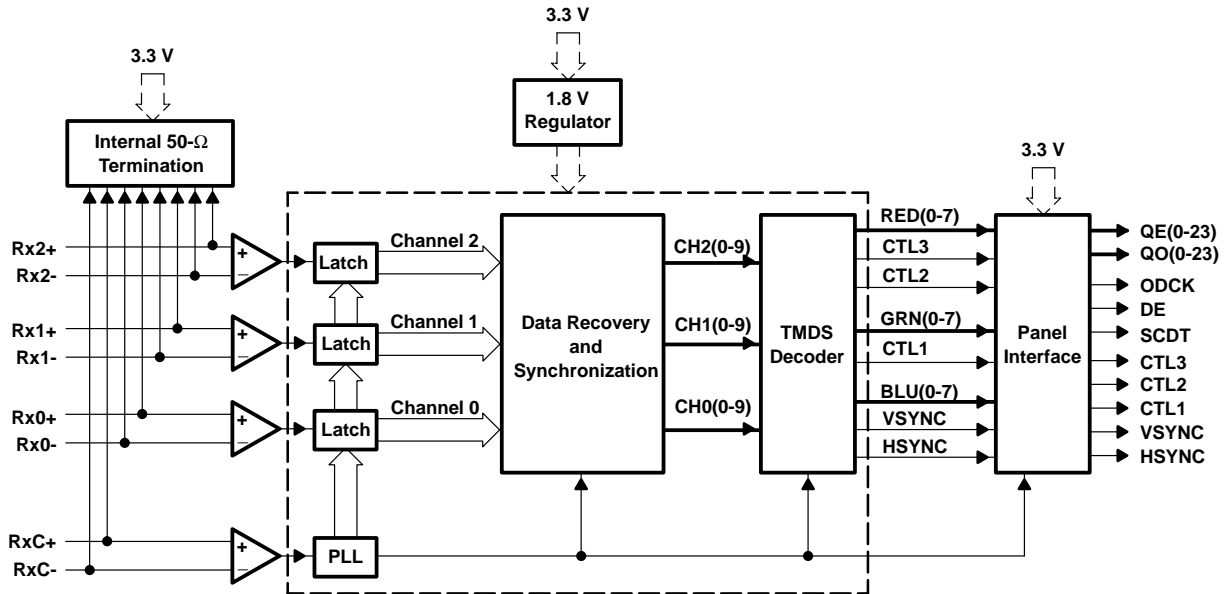 3.3 V
3.3 V
3.3 V
Internal 50-Ω
Termination
1.8 V
Regulator
Rx2+
Rx2-
Rx1+
Rx1-
Rx0+
Rx0-
RxC+
RxC-
+
−
+
−
+
−
+
−
Latch
Latch
Latch
PLL
Channel 2
Channel 1
Channel 0
Data Recovery
and
Synchronization
CH2(0-9)
CH1(0-9)
CH0(0-9)
TMDS
Decoder
RED(0-7)
CTL3
CTL2
GRN(0-7)
CTL1
BLU(0-7)
VSYNC
HSYNC
Panel
Interface
QE(0-23)
QO(0-23)
ODCK
DE
SCDT
CTL3
CTL2
CTL1
VSYNC
HSYNC